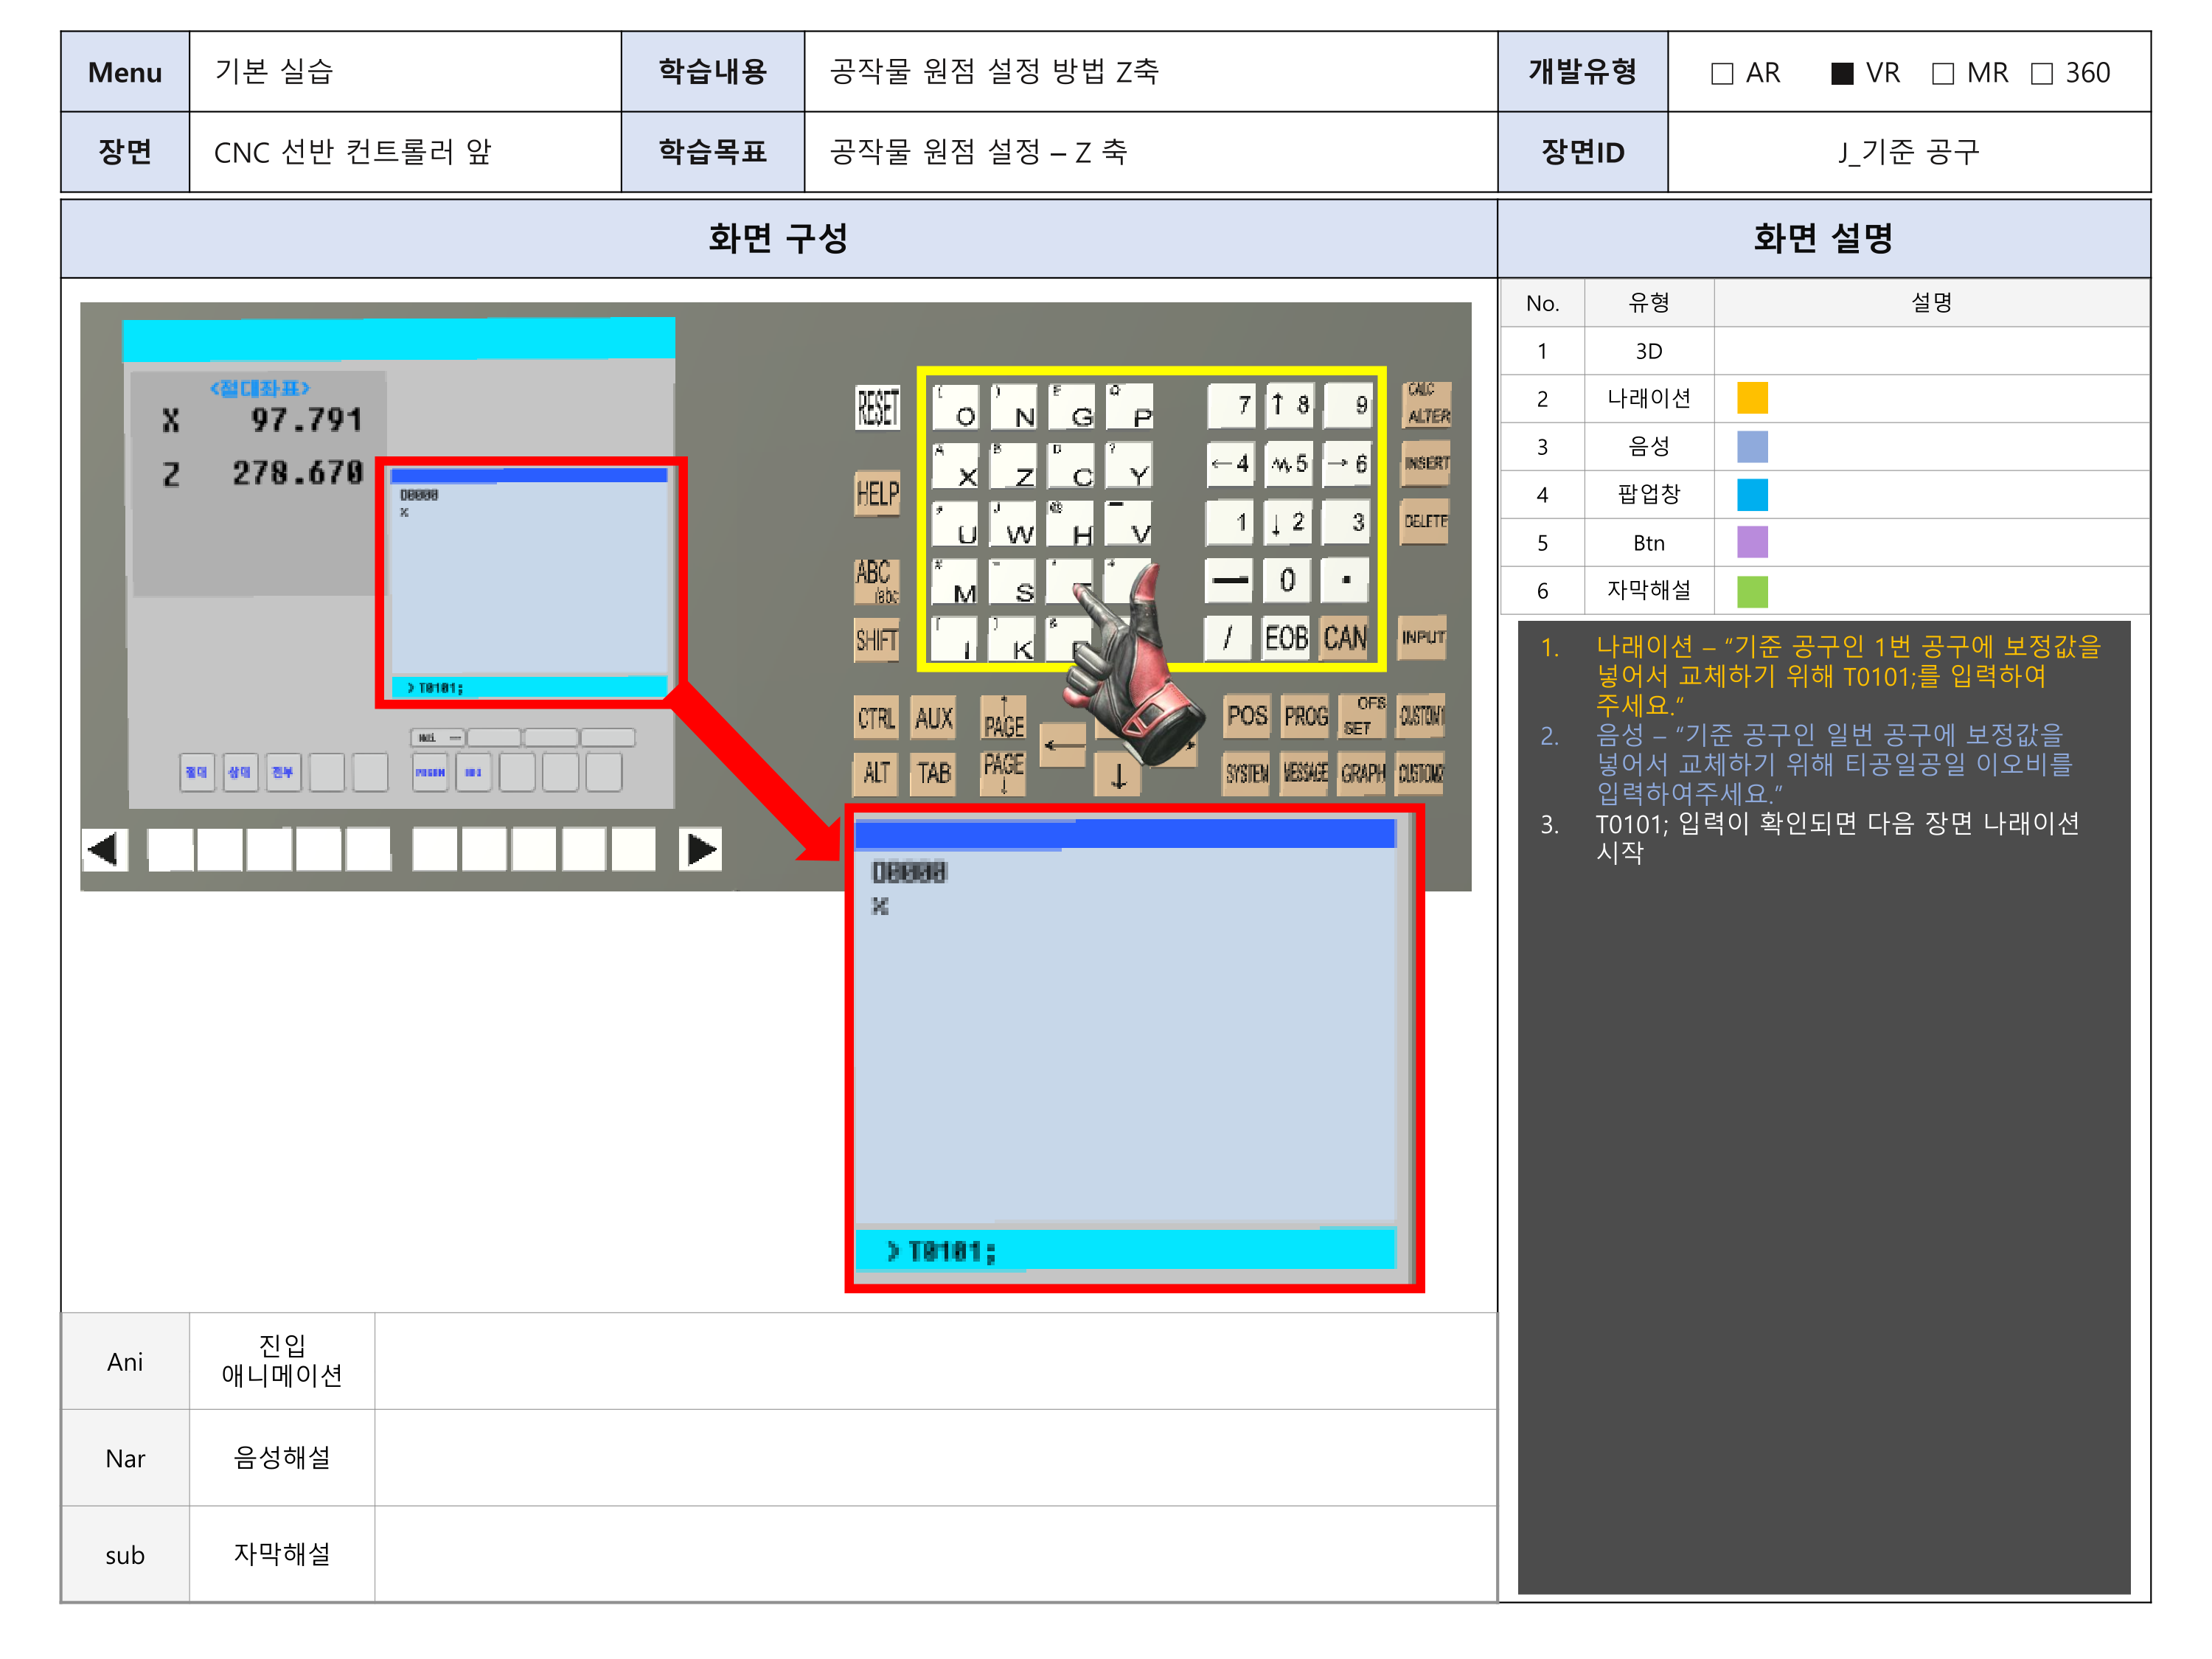 Menu 기본 실습 학습내용 공작물 원점 설정 방법 Z축 개발유형 □ AR ■ VR □ MR □ 360
장면 CNC 선반 컨트롤러 앞 학습목표 공작물 원점 설정 – Z 축 장면ID J_기준 공구
화면 구성 화면 설명
<절대좌표>
X 97.791
Z 278.670
O0000
%
> T0101;
절대 상대 전부
RESET
HELP
ABC /abc
SHIFT
CTRL AUX PAGE
ALT TAB PAGE
O N G P
X Z C Y
U W H V
M S
I K
7 ↑ 8 9
← 4 5 → 6
1 ↓ 2 3
— 0 .
/ EOB CAN
CALC ALTER
INSERT
DELETE
INPUT
POS PROG OFS SET CUSTOM1
SYSTEM MESSAGE GRAPH CUSTOM2
O0000
%
> T0101;
No. 유형 설명
1 3D
2 나래이션
3 음성
4 팝업창
5 Btn
6 자막해설
1. 나래이션 – “기준 공구인 1번 공구에 보정값을
넣어서 교체하기 위해 T0101;를 입력하여
주세요.“
2. 음성 – “기준 공구인 일번 공구에 보정값을
넣어서 교체하기 위해 티공일공일 이오비를
입력하여주세요.“
3. T0101; 입력이 확인되면 다음 장면 나래이션
시작
Ani 진입
애니메이션
Nar 음성해설
sub 자막해설